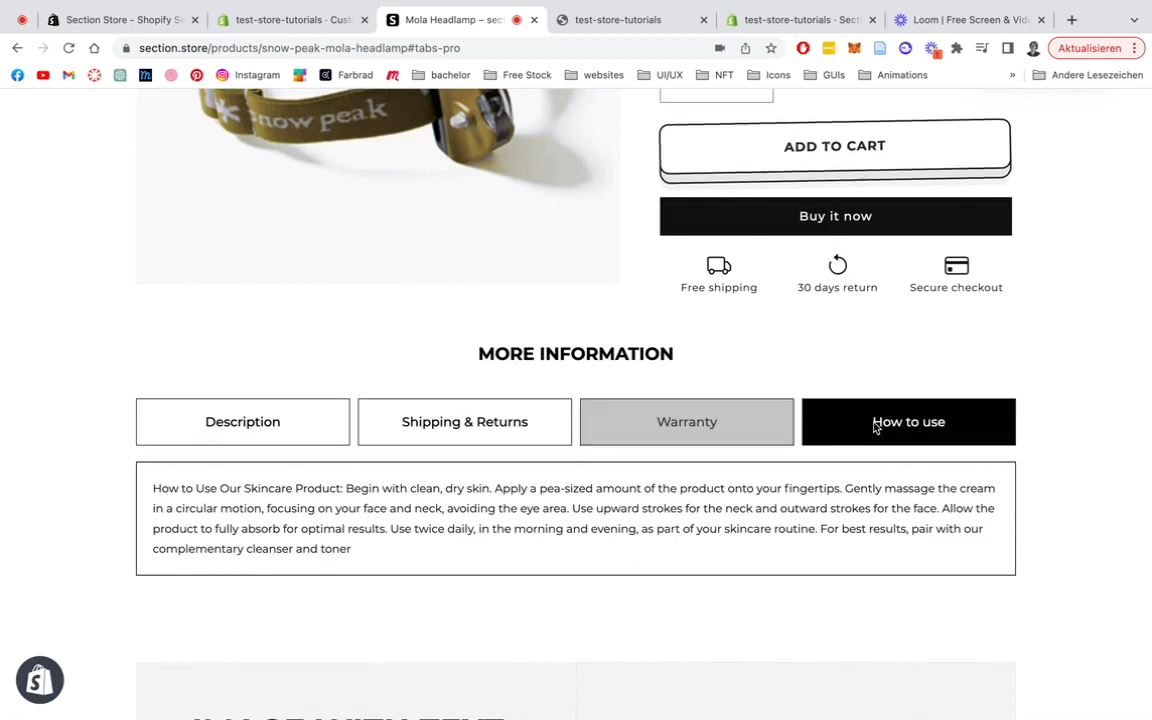 Section Store - Shopify S
test-store-tutorials · Cust
Mola Headlamp – sect
test-store-tutorials
test-store-tutorials · Secti
Loom | Free Screen & Vide
section.store/products/snow-peak-mola-headlamp#tabs-pro
Aktualisieren
Instagram
Farbrad
bachelor
Free Stock
websites
UI/UX
NFT
Icons
GUIs
Animations
»
Andere Lesezeichen
snow peak
ADD TO CART
Buy it now
Free shipping
30 days return
Secure checkout
MORE INFORMATION
Description
Shipping & Returns
Warranty
How to use
How to Use Our Skincare Product: Begin with clean, dry skin. Apply a pea-sized amount of the product onto your fingertips. Gently massage the cream
in a circular motion, focusing on your face and neck, avoiding the eye area. Use upward strokes for the neck and outward strokes for the face. Allow the
product to fully absorb for optimal results. Use twice daily, in the morning and evening, as part of your skincare routine. For best results, pair with our
complementary cleanser and toner